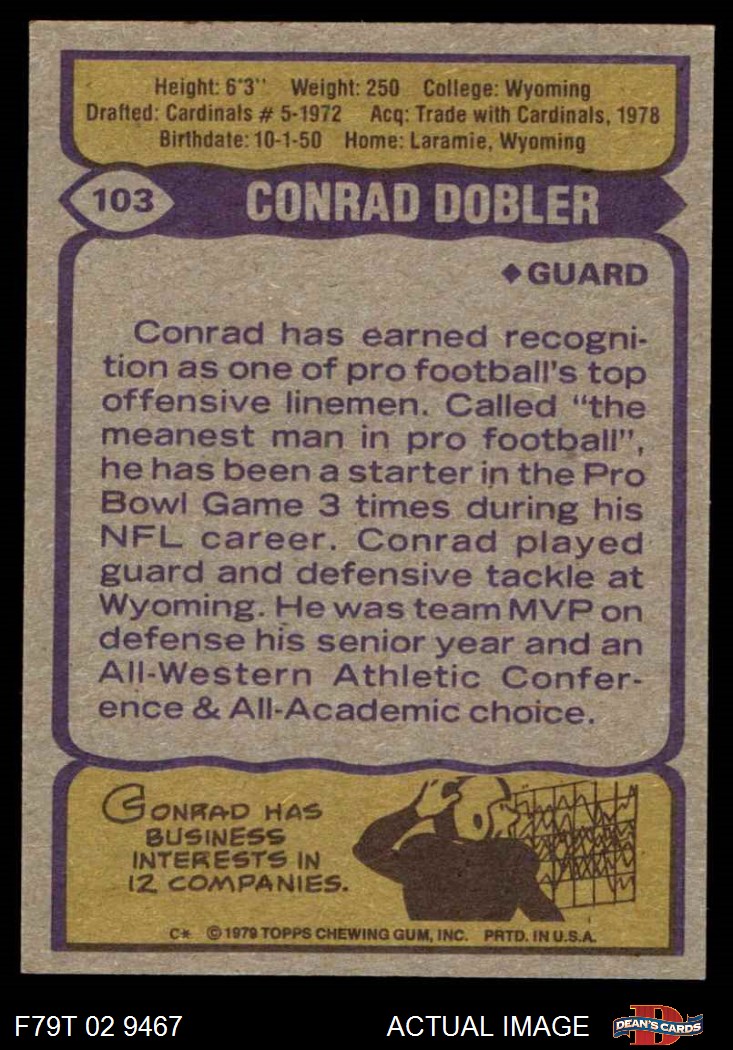 Height: 6'3" Weight: 250 College: Wyoming
Drafted: Cardinals # 5-1972 Acq: Trade with Cardinals, 1978
Birthdate: 10-1-50 Home: Laramie, Wyoming
103 CONRAD DOBLER
◆GUARD
Conrad has earned recogni-
tion as one of pro football's top
offensive linemen. Called "the
meanest man in pro football",
he has been a starter in the Pro
Bowl Game 3 times during his
NFL career. Conrad played
guard and defensive tackle at
Wyoming. He was team MVP on
defense his senior year and an
All-Western Athletic Confer-
ence & All-Academic choice.
CONRAD HAS
BUSINESS
INTERESTS IN
12 COMPANIES.
C* ©1979 TOPPS CHEWING GUM, INC. PRTD. IN U.S.A.
F79T 02 9467 ACTUAL IMAGE D DEAN'S CARDS